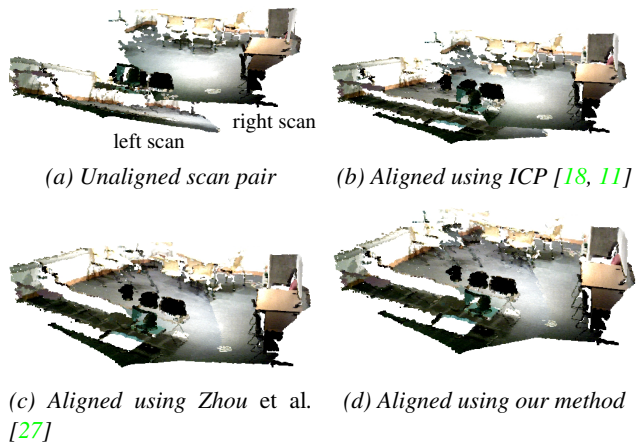 right scan
left scan
(a) Unaligned scan pair
(b) Aligned using ICP [18, 11]
(c) Aligned using Zhou et al.
[27]
(d) Aligned using our method